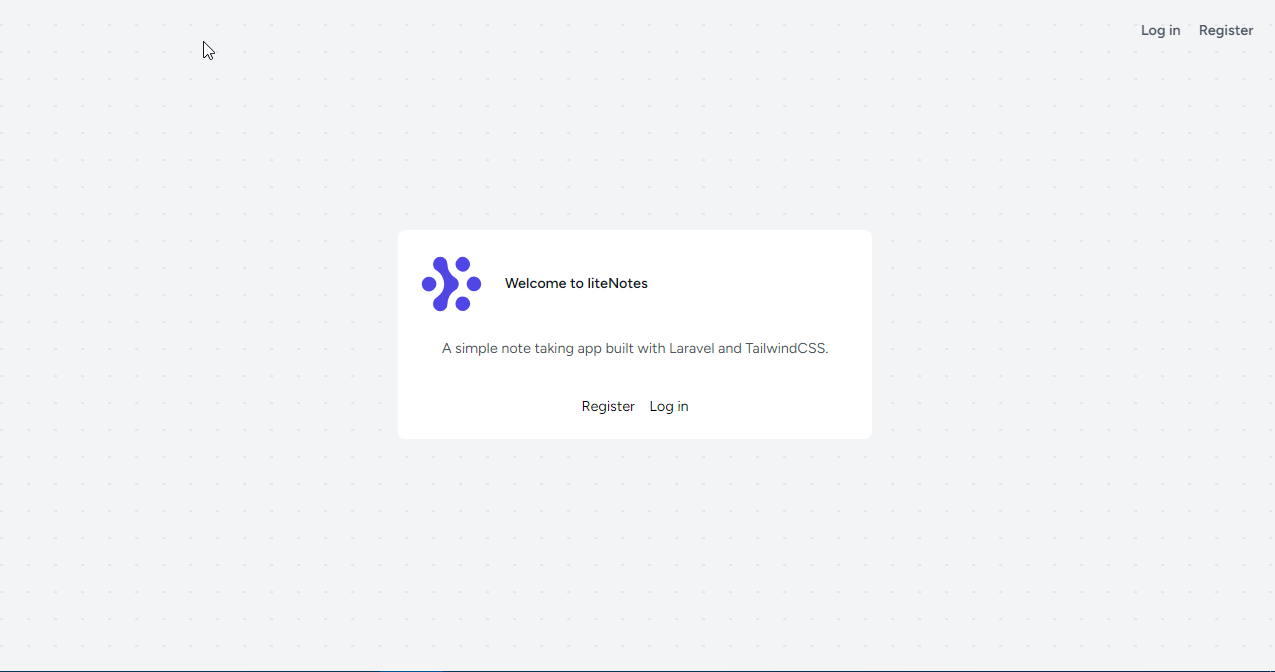 Log in Register
Welcome to liteNotes
A simple note taking app built with Laravel and TailwindCSS.
Register Log in